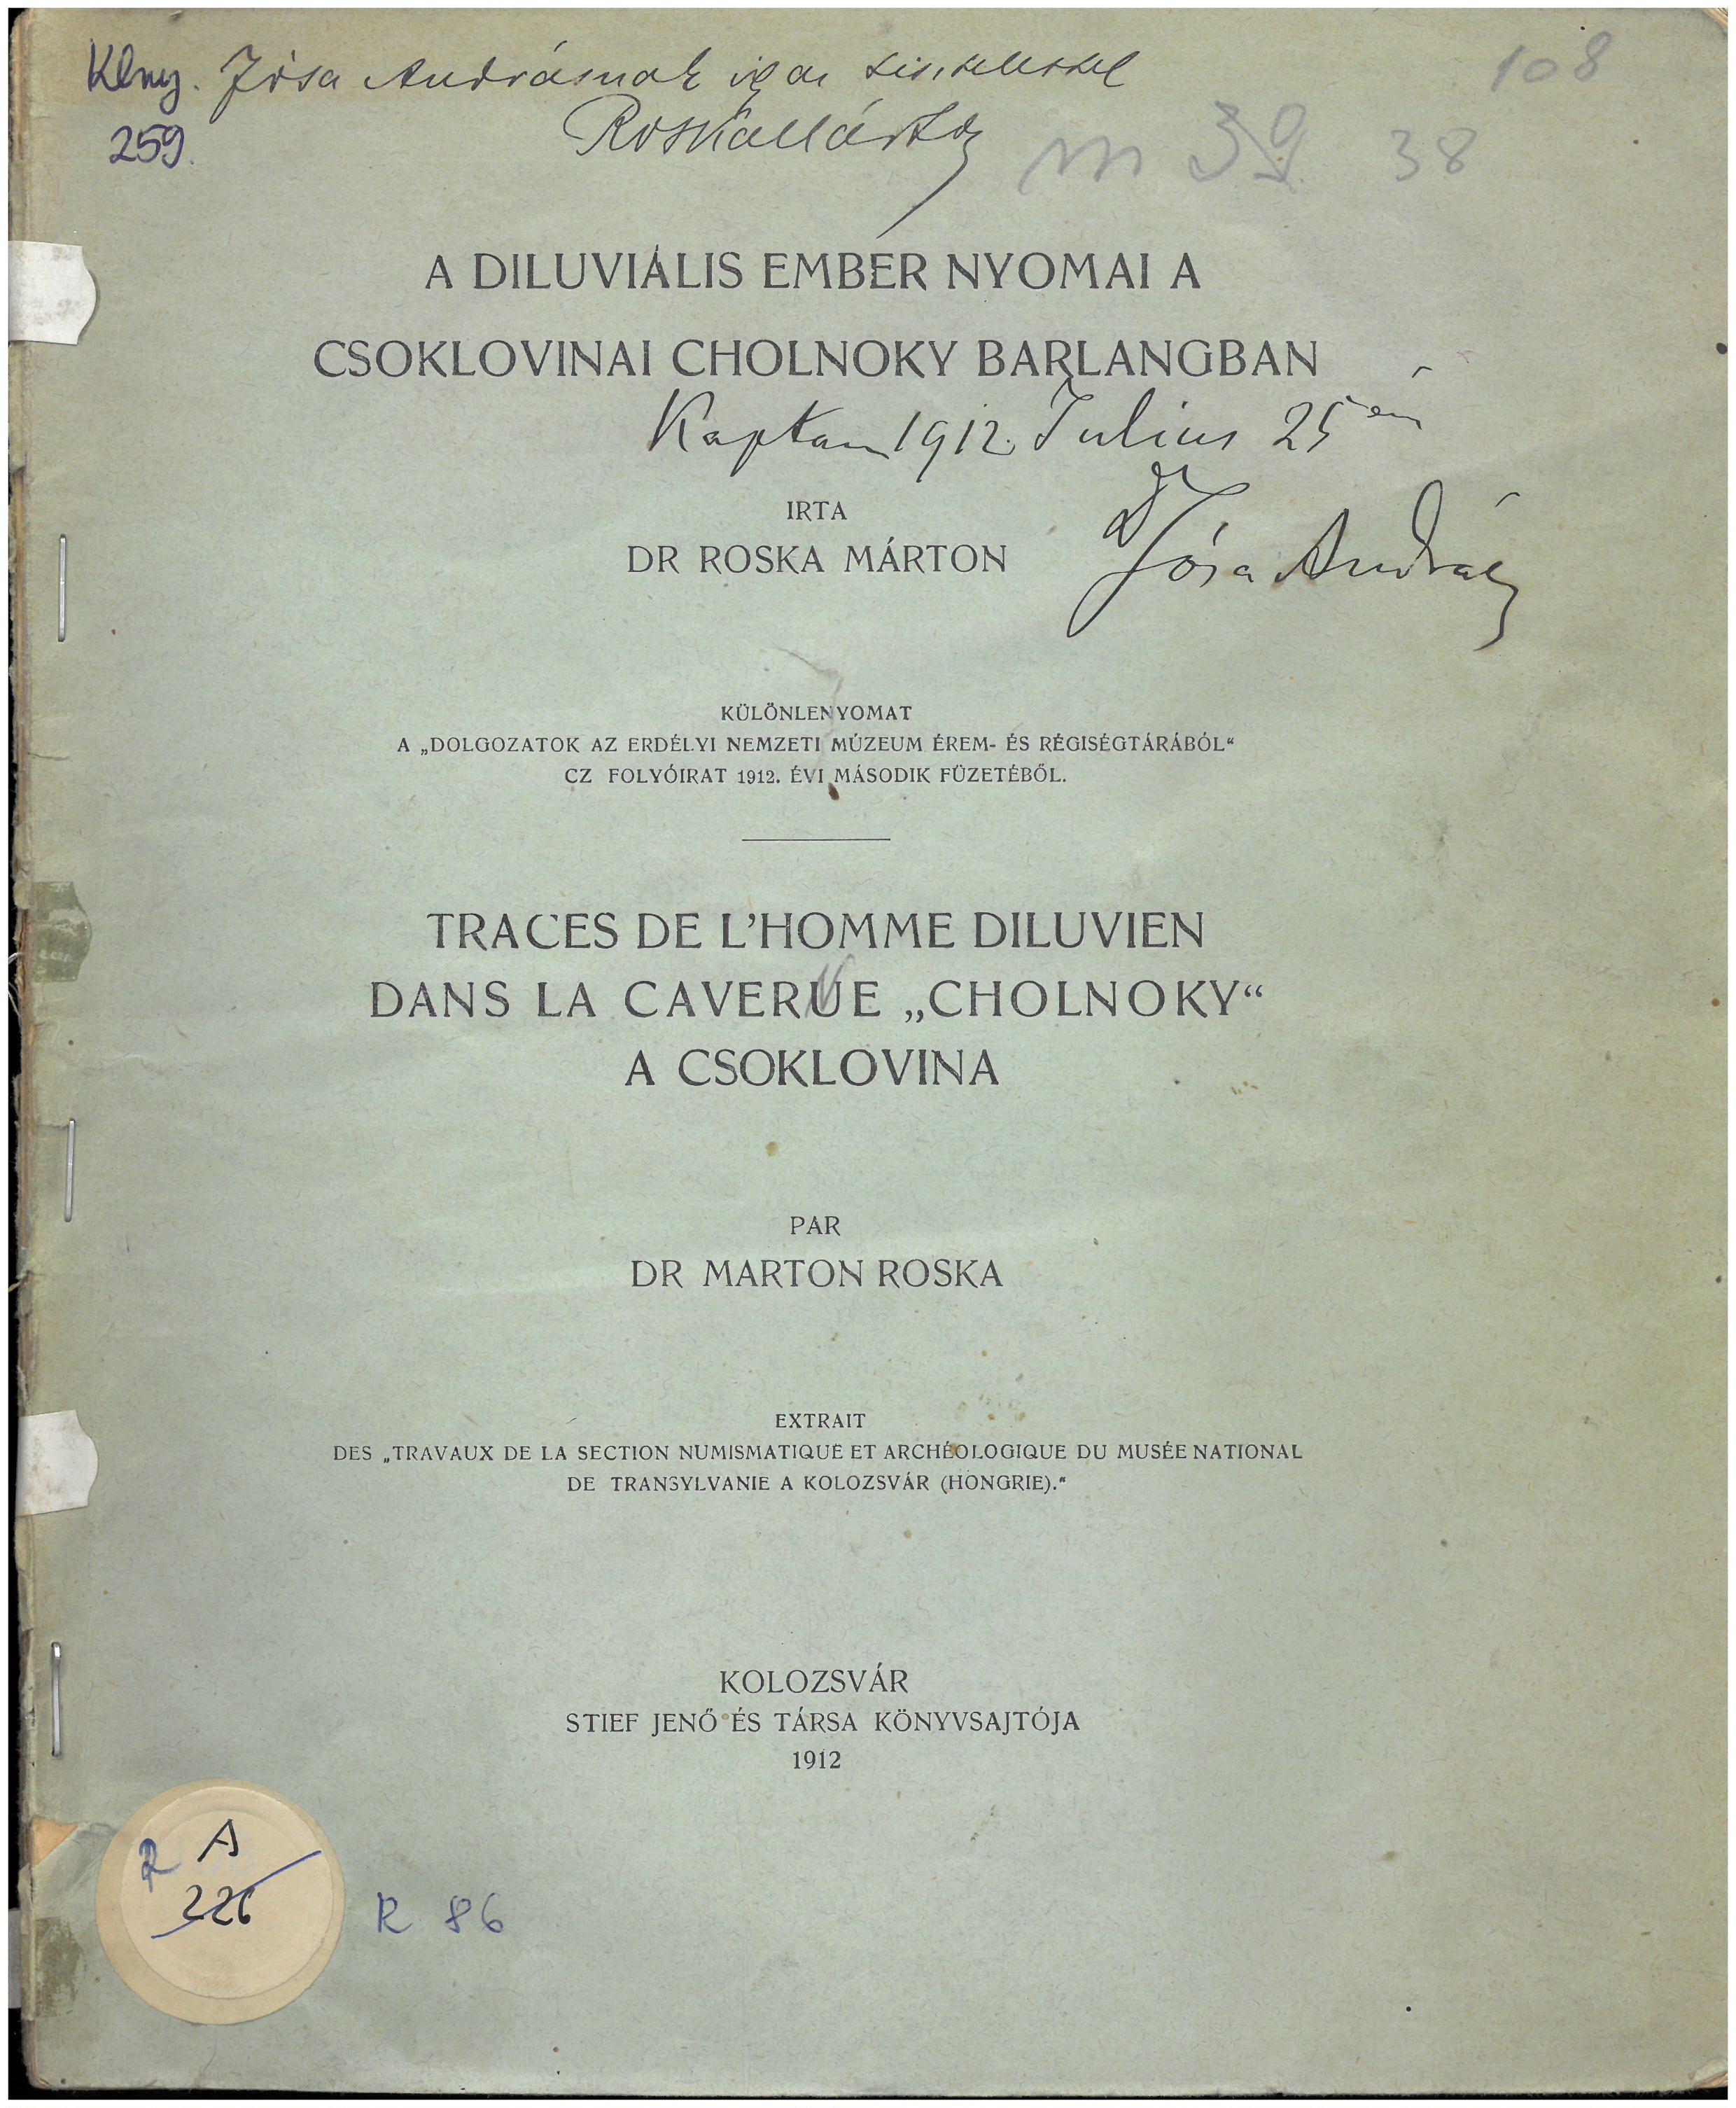 Klny. Jósa Andrásnak igaz tisztelettel
108
259.
Roska Márton
m 39 38
A DILUVIÁLIS EMBER NYOMAI A
CSOKLOVINAI CHOLNOKY BARLANGBAN
Kaptam 1912. Julius 25 én
IRTA
DR ROSKA MÁRTON
Dr Jósa András
KÜLÖNLENYOMAT
A „DOLGOZATOK AZ ERDÉLYI NEMZETI MÚZEUM ÉREM- ÉS RÉGISÉGTÁRÁBÓL“
CZ FOLYÓIRAT 1912. ÉVI MÁSODIK FÜZETÉBŐL.
TRACES DE L’HOMME DILUVIEN
DANS LA CAVERUE „CHOLNOKY“
A CSOKLOVINA
PAR
DR MARTON ROSKA
EXTRAIT
DES „TRAVAUX DE LA SECTION NUMISMATIQUE ET ARCHÉOLOGIQUE DU MUSÉE NATIONAL
DE TRANSYLVANIE A KOLOZSVÁR (HONGRIE).“
KOLOZSVÁR
STIEF JENŐ ÉS TÁRSA KÖNYVSAJTÓJA
1912
R A
226
R 86